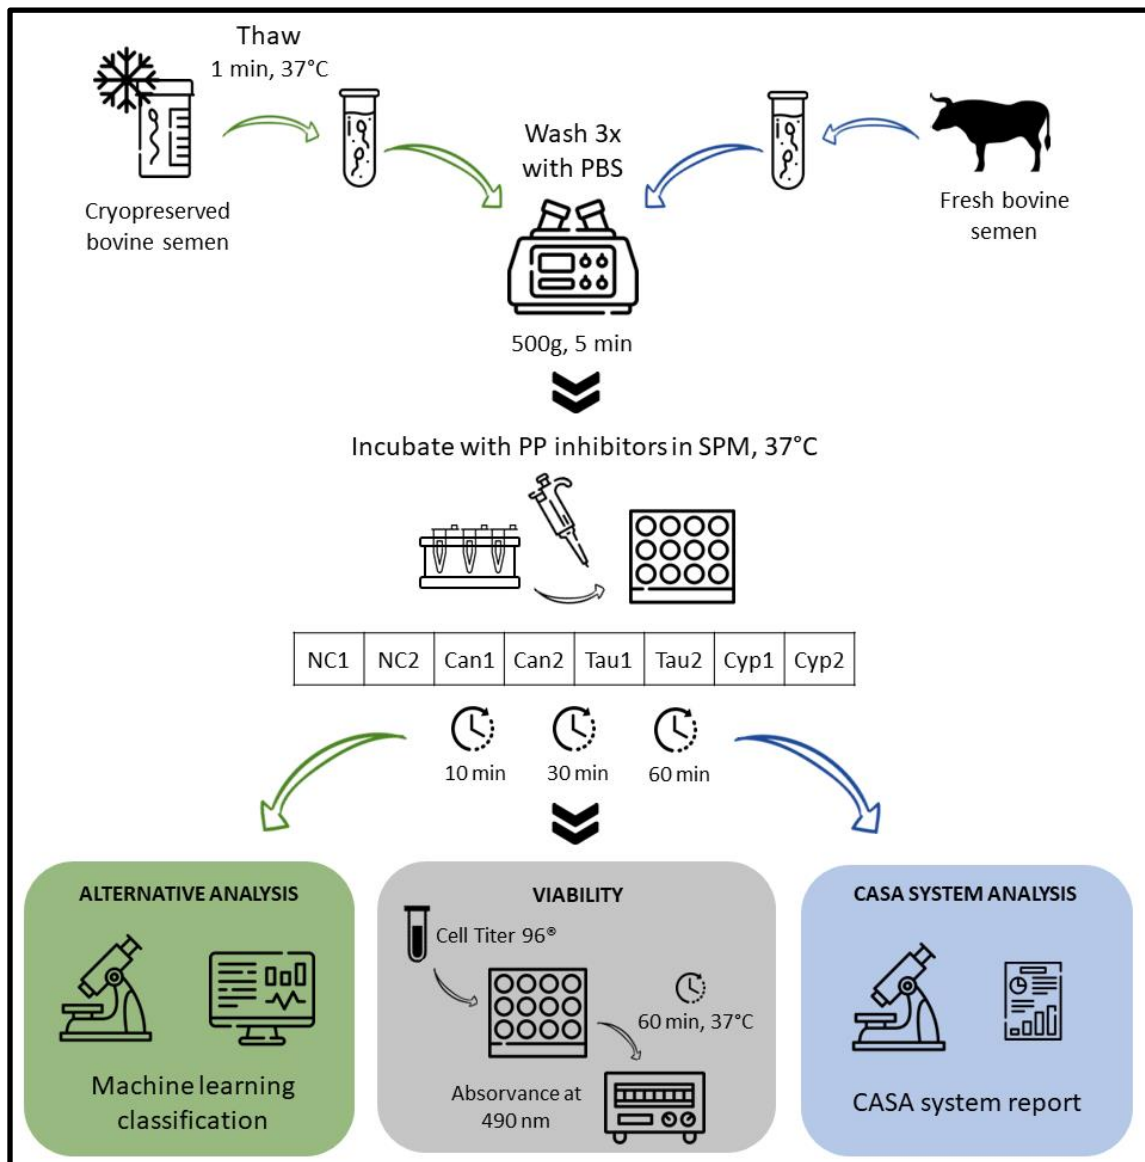 Thaw
1 min, 37°C
Wash 3x
with PBS
Cryopreserved
bovine semen
Fresh bovine
semen
500g, 5 min
Incubate with PP inhibitors in SPM, 37°C
NC1 NC2 Can1 Can2 Tau1 Tau2 Cyp1 Cyp2
10 min 30 min 60 min
ALTERNATIVE ANALYSIS
Machine learning
classification
VIABILITY
Cell Titer 96®
60 min, 37°C
Absorvance at
490 nm
CASA SYSTEM ANALYSIS
CASA system report